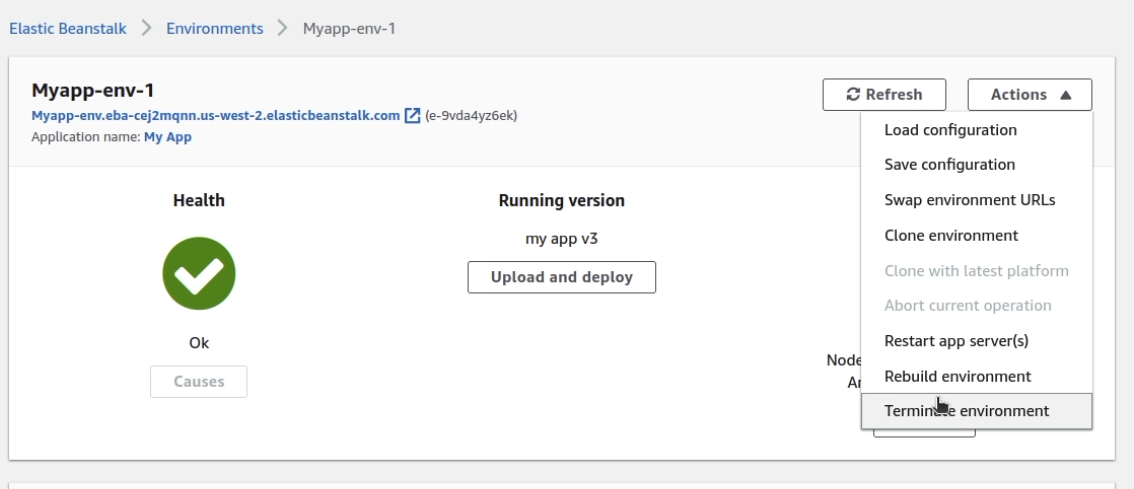 Elastic Beanstalk > Environments > Myapp-env-1
Myapp-env-1
Refresh
Actions
Myapp-env.eba-cej2mqnn.us-west-2.elasticbeanstalk.com (e-9vda4yz6ek)
Application name: My App
Load configuration
Save configuration
Swap environment URLs
Clone environment
Clone with latest platform
Abort current operation
Restart app server(s)
Rebuild environment
Terminate environment
Health
Ok
Causes
Running version
my app v3
Upload and deploy
Node